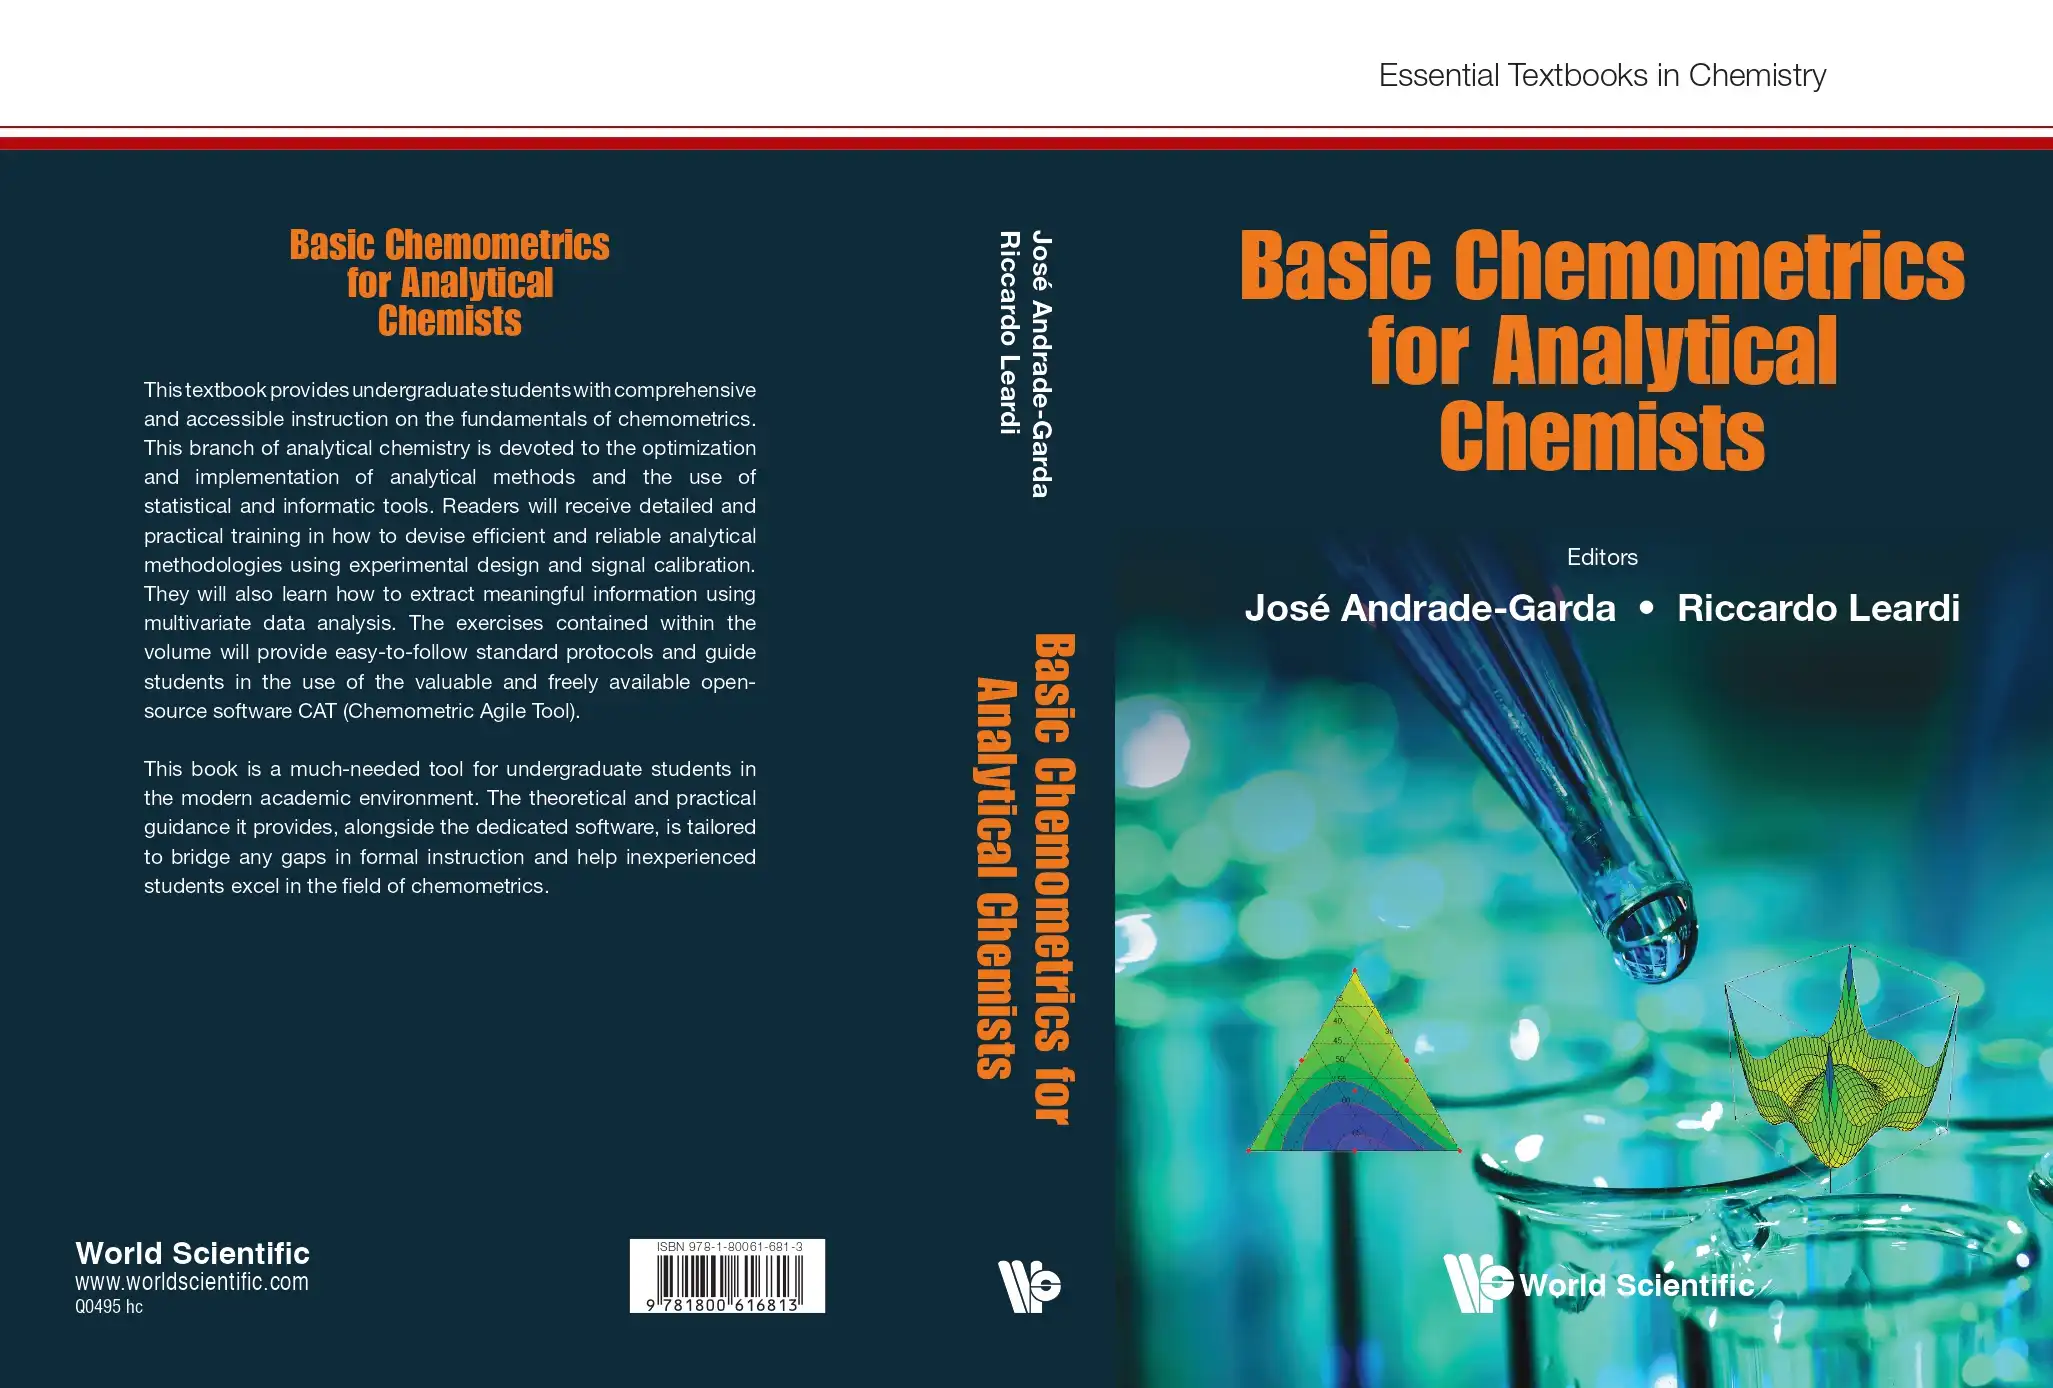 Essential Textbooks in Chemistry
Basic Chemometrics
for Analytical
Chemists
This textbook provides undergraduate students with comprehensive
and accessible instruction on the fundamentals of chemometrics.
This branch of analytical chemistry is devoted to the optimization
and implementation of analytical methods and the use of
statistical and informatic tools. Readers will receive detailed and
practical training in how to devise efficient and reliable analytical
methodologies using experimental design and signal calibration.
They will also learn how to extract meaningful information using
multivariate data analysis. The exercises contained within the
volume will provide easy-to-follow standard protocols and guide
students in the use of the valuable and freely available open-
source software CAT (Chemometric Agile Tool).
This book is a much-needed tool for undergraduate students in
the modern academic environment. The theoretical and practical
guidance it provides, alongside the dedicated software, is tailored
to bridge any gaps in formal instruction and help inexperienced
students excel in the field of chemometrics.
World Scientific
www.worldscientific.com
Q0495 hc
ISBN 978-1-80061-681-3
9 781800 616813
José Andrade-Garda
Riccardo Leardi
Basic Chemometrics for
Analytical Chemists
Basic Chemometrics
for Analytical
Chemists
Editors
José Andrade-Garda • Riccardo Leardi
40
45
50
World Scientific